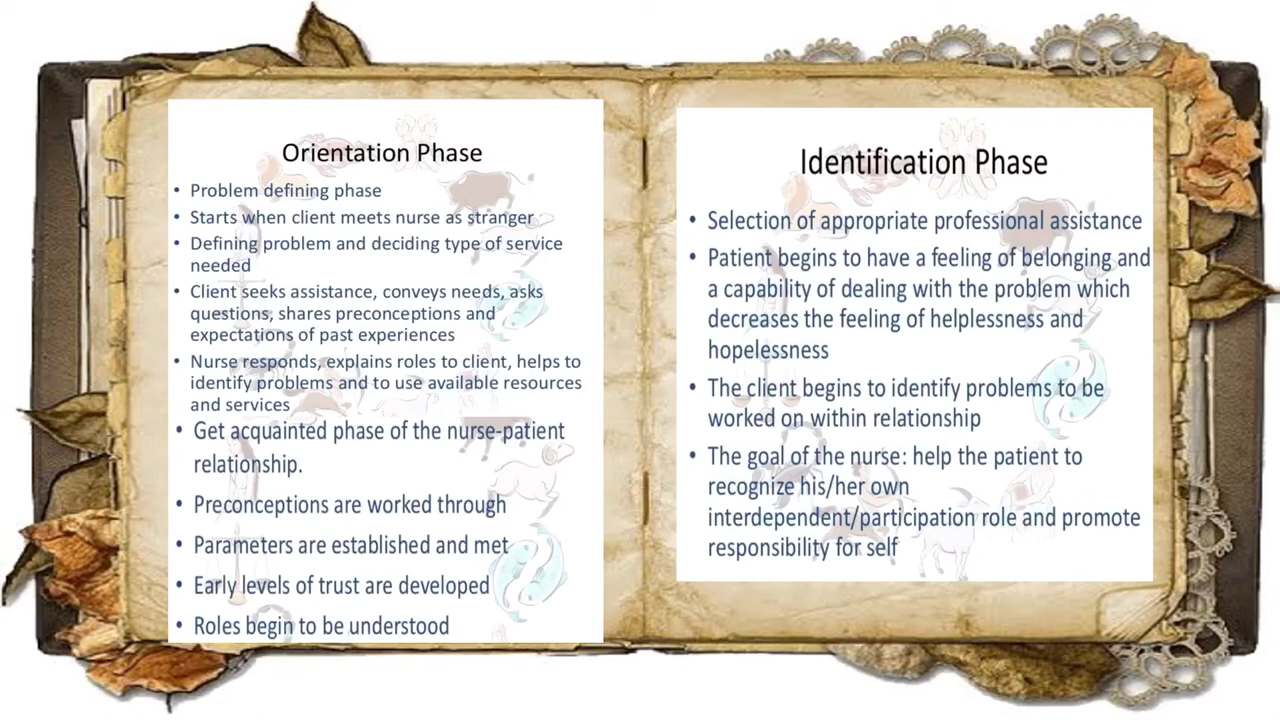 Orientation Phase
• Problem defining phase
• Starts when client meets nurse as stranger
• Defining problem and deciding type of service
needed
• Client seeks assistance, conveys needs, asks
questions, shares preconceptions and
expectations of past experiences
• Nurse responds, explains roles to client, helps to
identify problems and to use available resources
and services
• Get acquainted phase of the nurse-patient
relationship.
• Preconceptions are worked through
• Parameters are established and met
• Early levels of trust are developed
• Roles begin to be understood
Identification Phase
• Selection of appropriate professional assistance
• Patient begins to have a feeling of belonging and
a capability of dealing with the problem which
decreases the feeling of helplessness and
hopelessness
• The client begins to identify problems to be
worked on within relationship
• The goal of the nurse: help the patient to
recognize his/her own
interdependent/participation role and promote
responsibility for self